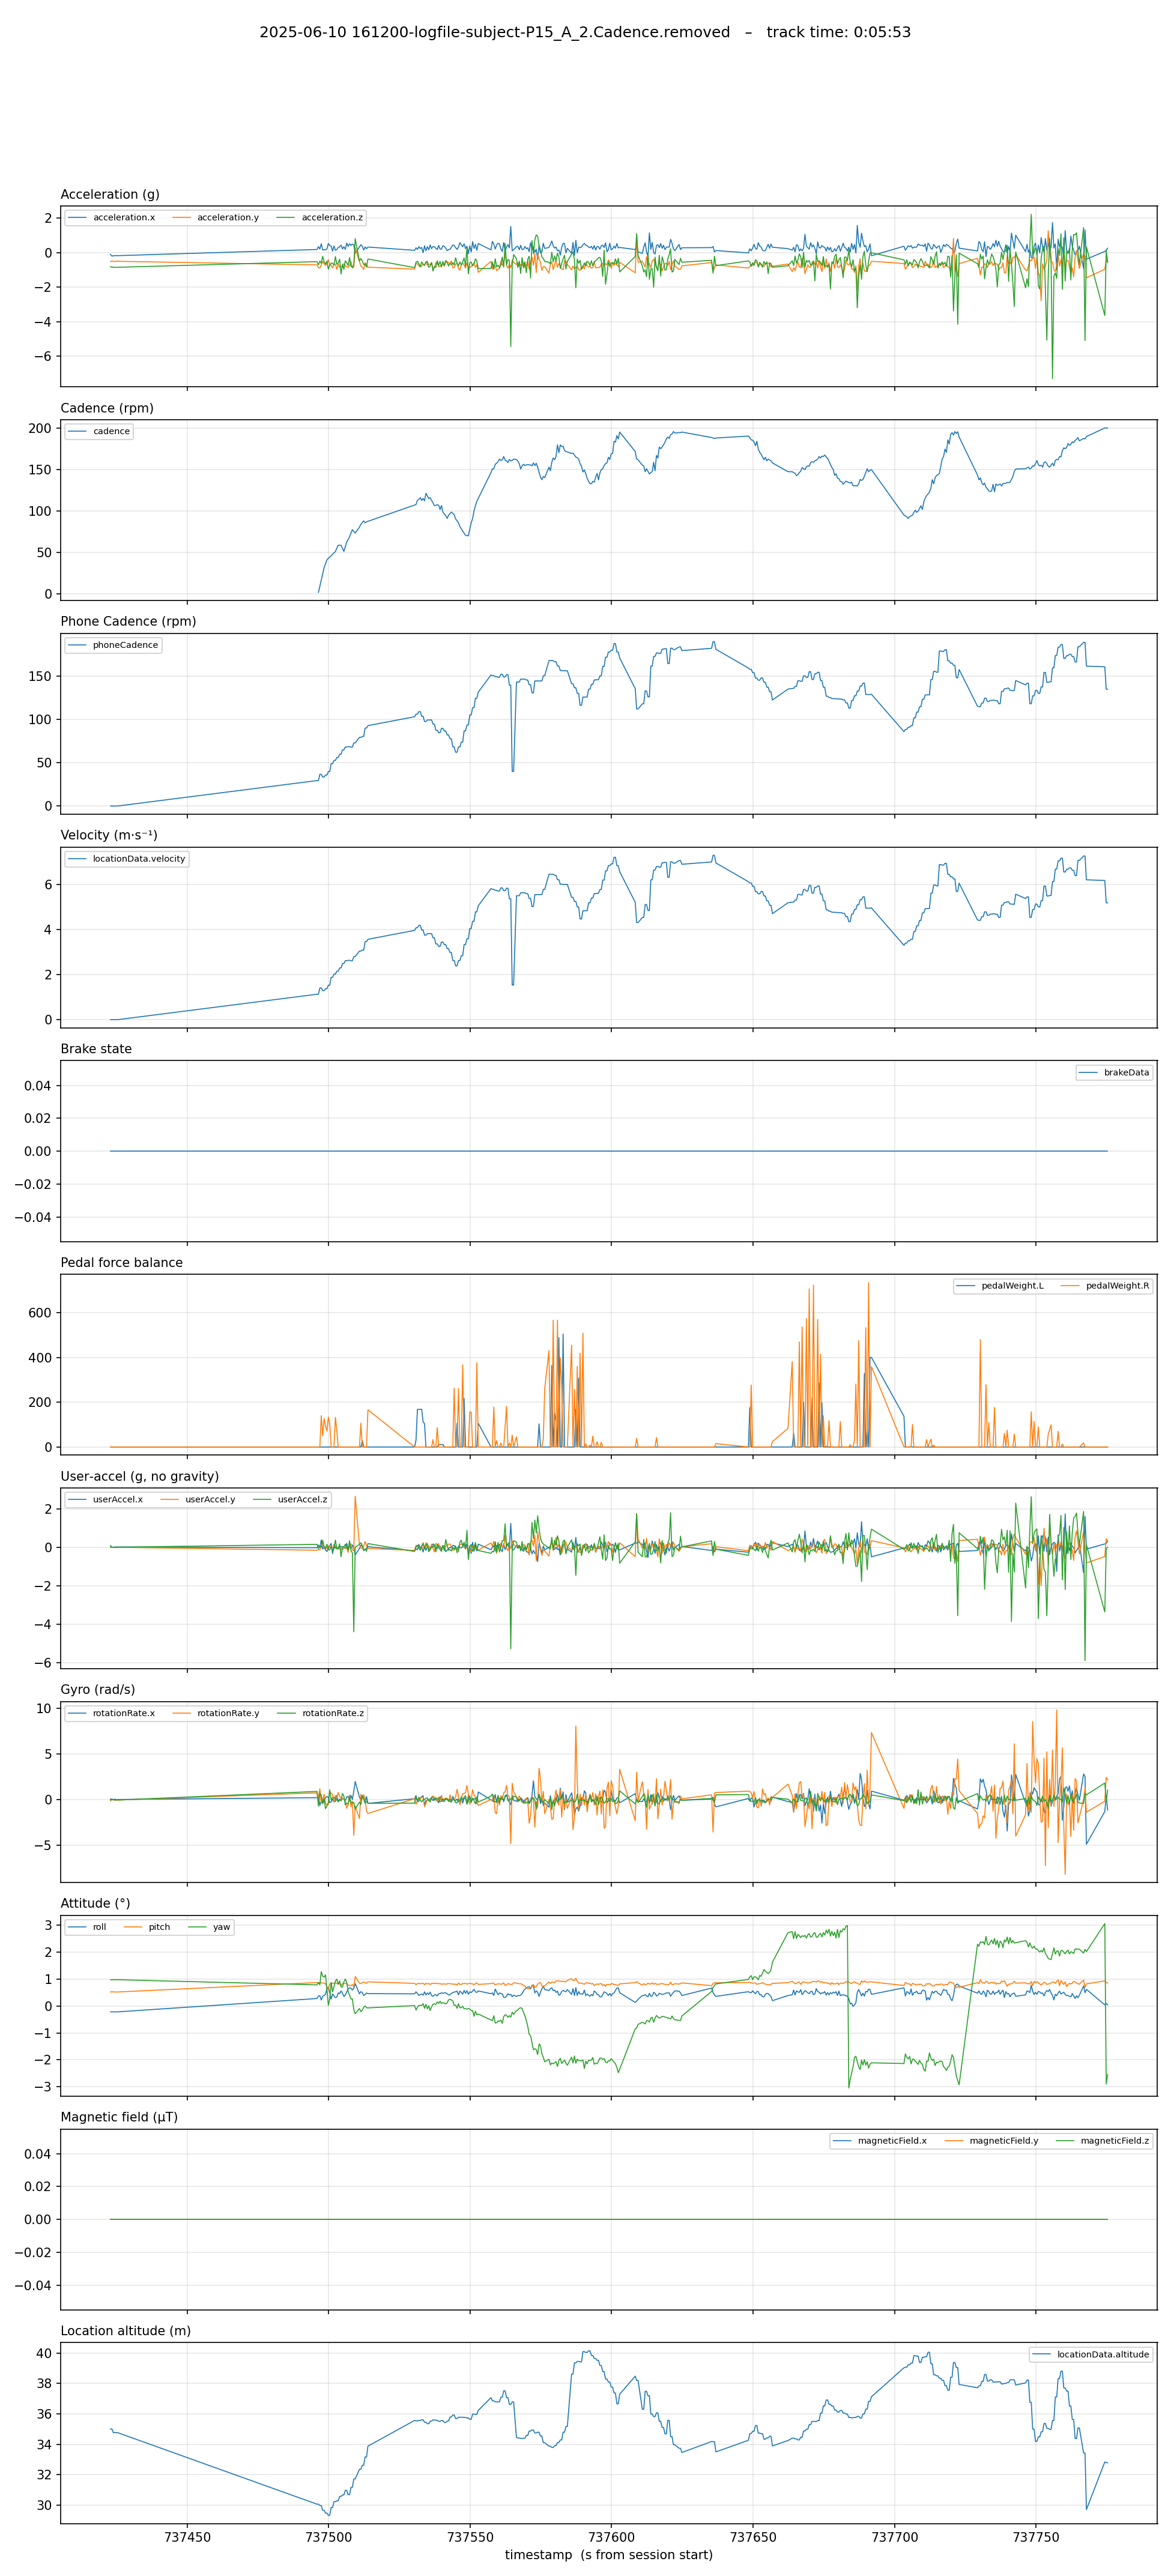 2025-06-10 161200-logfile-subject-P15_A_2.Cadence.removed – track time: 0:05:53
Acceleration (g)
acceleration.x acceleration.y acceleration.z
2
0
−2
−4
−6
Cadence (rpm)
cadence
200
150
100
50
0
Phone Cadence (rpm)
phoneCadence
150
100
50
0
Velocity (m·s⁻¹)
locationData.velocity
6
4
2
0
Brake state
brakeData
0.04
0.02
0.00
−0.02
−0.04
Pedal force balance
pedalWeight.L pedalWeight.R
600
400
200
0
User-accel (g, no gravity)
userAccel.x userAccel.y userAccel.z
2
0
−2
−4
−6
Gyro (rad/s)
rotationRate.x rotationRate.y rotationRate.z
10
5
0
−5
Attitude (°)
roll pitch yaw
3
2
1
0
−1
−2
−3
Magnetic field (µT)
magneticField.x magneticField.y magneticField.z
0.04
0.02
0.00
−0.02
−0.04
Location altitude (m)
locationData.altitude
40
38
36
34
32
30
737450 737500 737550 737600 737650 737700 737750
timestamp (s from session start)